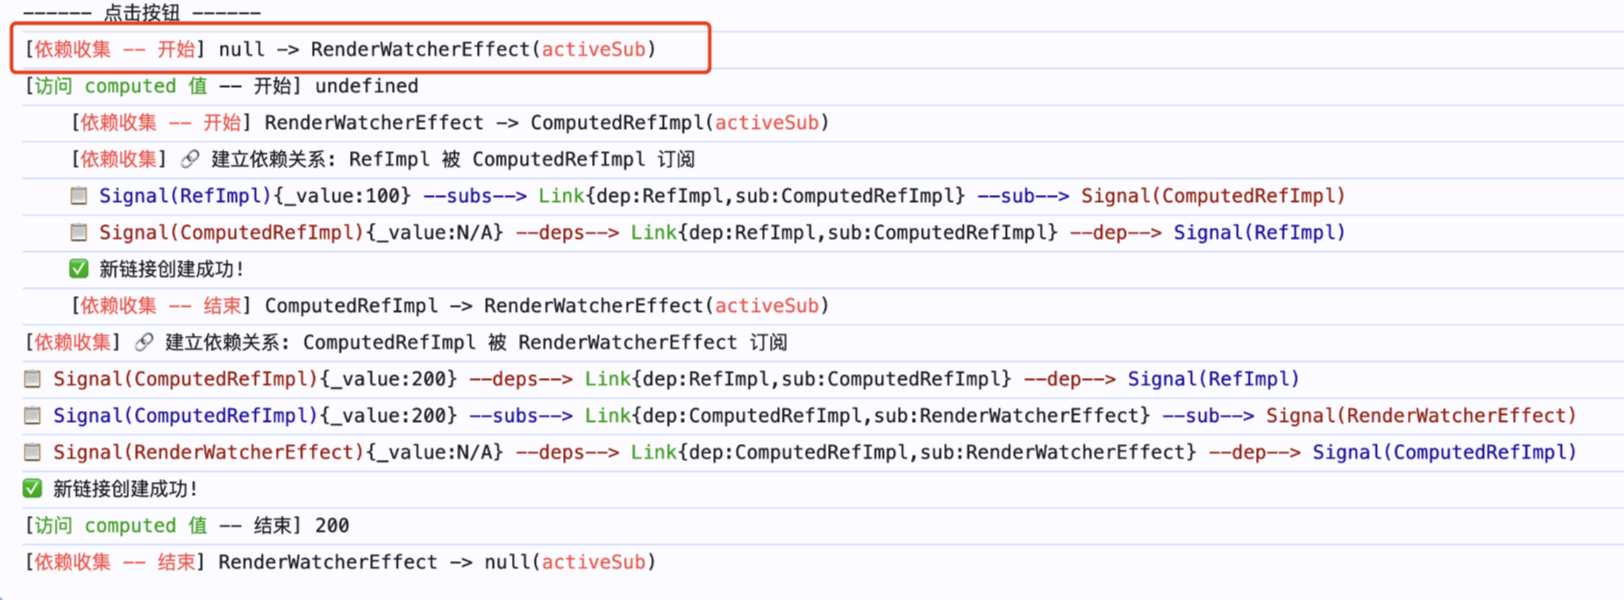 ------ 点击按钮 ------
[依赖收集 -- 开始] null -> RenderWatcherEffect(activeSub)
[访问 computed 值 -- 开始] undefined
[依赖收集 -- 开始] RenderWatcherEffect -> ComputedRefImpl(activeSub)
[依赖收集] 🔗 建立依赖关系: RefImpl 被 ComputedRefImpl 订阅
📋 Signal(RefImpl){_value:100} --subs--> Link{dep:RefImpl,sub:ComputedRefImpl} --sub--> Signal(ComputedRefImpl)
📋 Signal(ComputedRefImpl){_value:N/A} --deps--> Link{dep:RefImpl,sub:ComputedRefImpl} --dep--> Signal(RefImpl)
✅ 新链接创建成功!
[依赖收集 -- 结束] ComputedRefImpl -> RenderWatcherEffect(activeSub)
[依赖收集] 🔗 建立依赖关系: ComputedRefImpl 被 RenderWatcherEffect 订阅
📋 Signal(ComputedRefImpl){_value:200} --deps--> Link{dep:RefImpl,sub:ComputedRefImpl} --dep--> Signal(RefImpl)
📋 Signal(ComputedRefImpl){_value:200} --subs--> Link{dep:ComputedRefImpl,sub:RenderWatcherEffect} --sub--> Signal(RenderWatcherEffect)
📋 Signal(RenderWatcherEffect){_value:N/A} --deps--> Link{dep:ComputedRefImpl,sub:RenderWatcherEffect} --dep--> Signal(ComputedRefImpl)
✅ 新链接创建成功!
[访问 computed 值 -- 结束] 200
[依赖收集 -- 结束] RenderWatcherEffect -> null(activeSub)